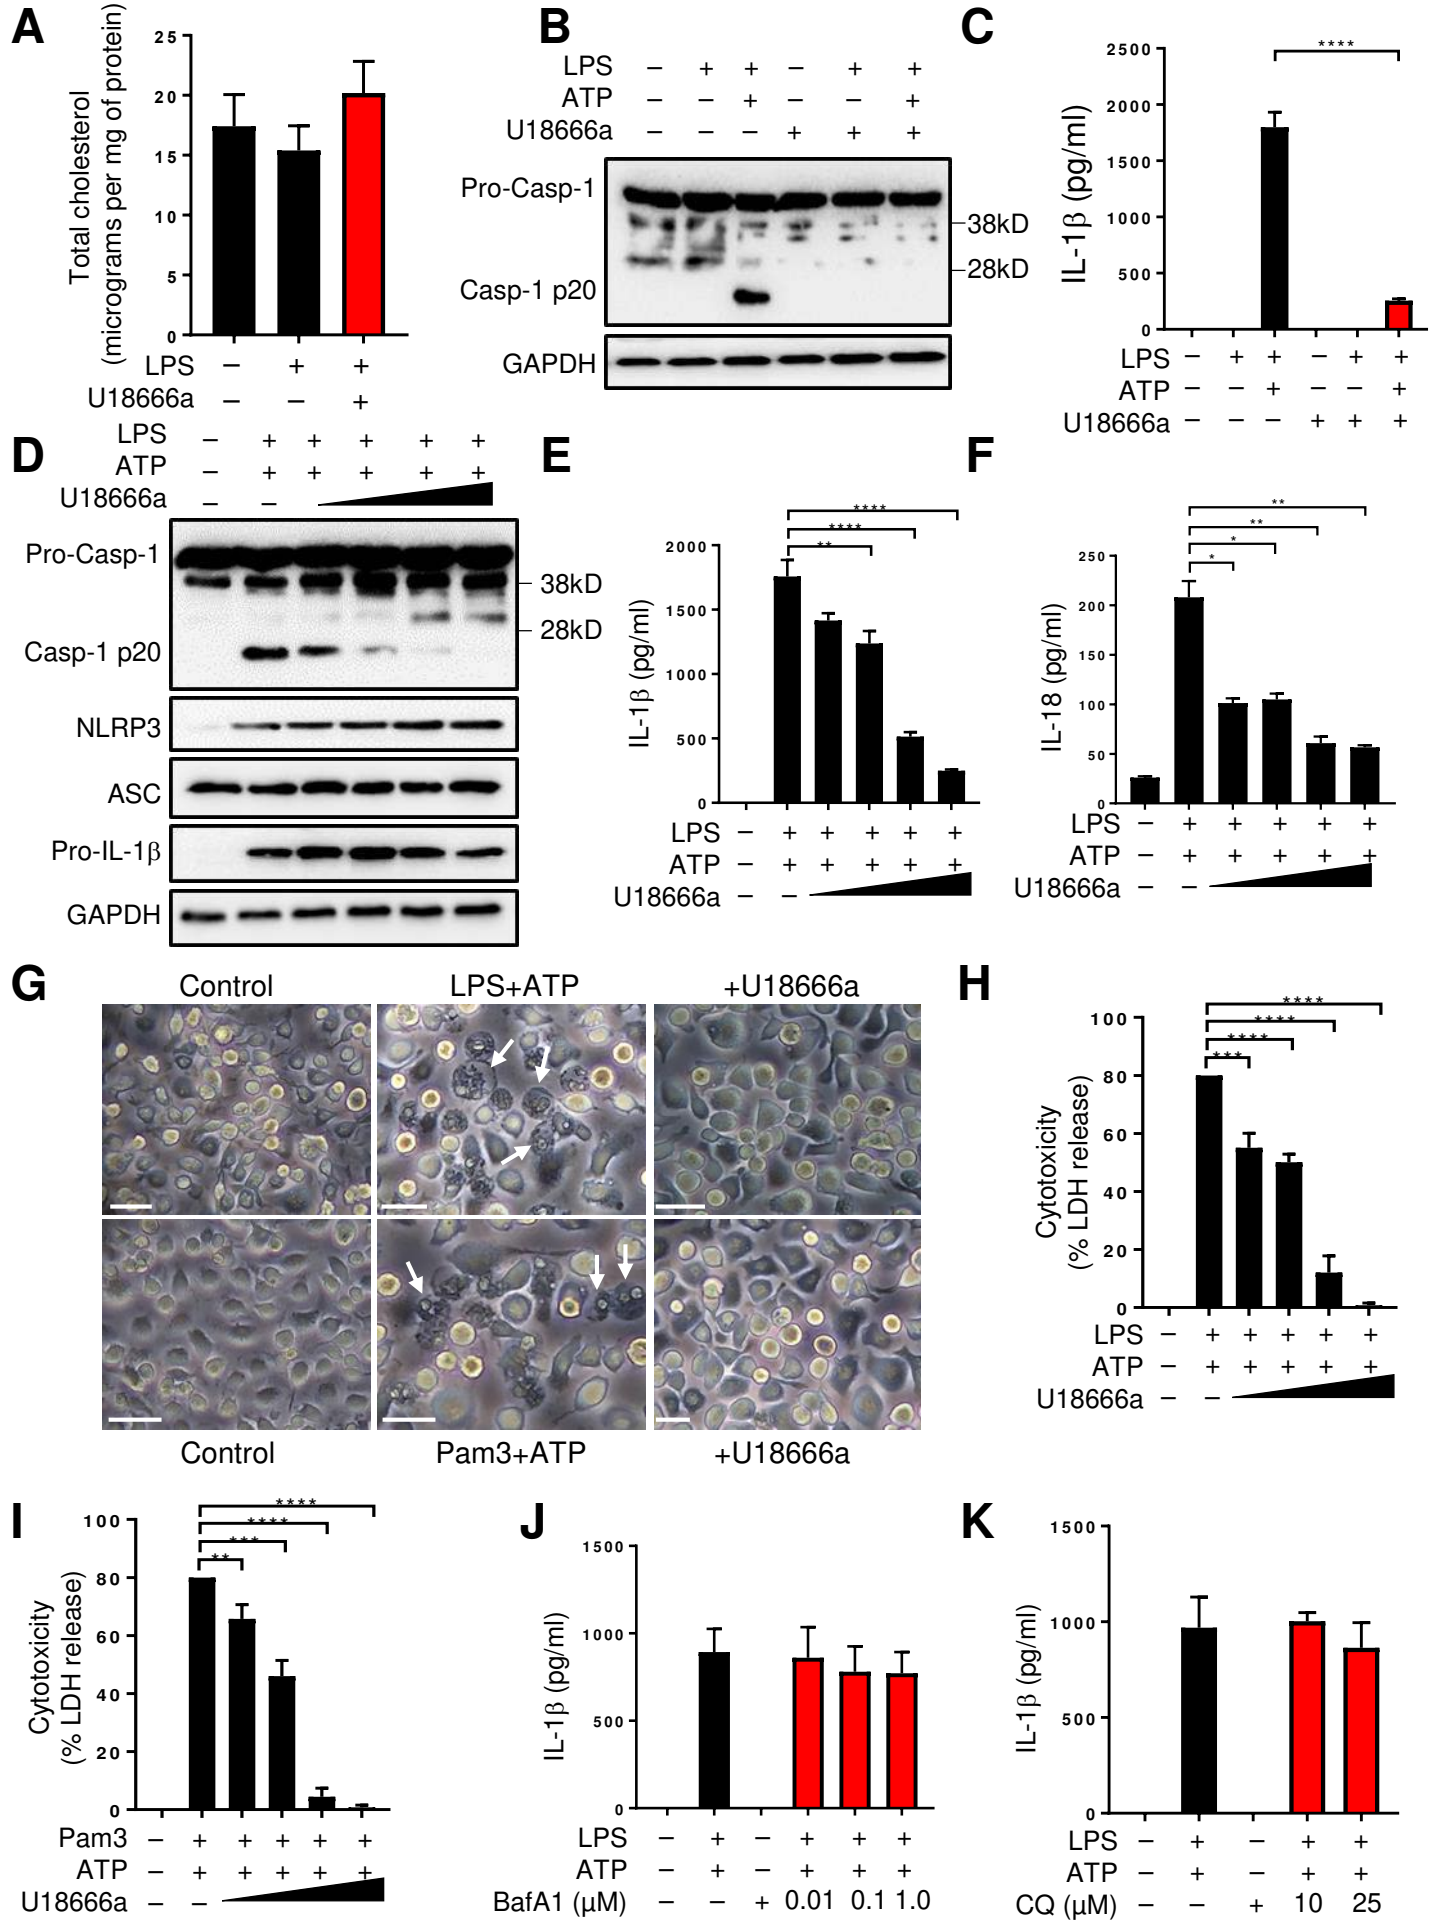 A
Total cholesterol
(micrograms per mg of protein)
25
20
15
10
5
0
LPS – + +
U18666a – – +
B
LPS – + + – + +
ATP – – + – – +
U18666a – – – + + +
Pro-Casp-1
38kD
28kD
Casp-1 p20
GAPDH
C
IL-1β (pg/ml)
2500
2000
1500
1000
500
0
****
LPS – + + – + +
ATP – – + – – +
U18666a – – – + + +
D
LPS – + + + + +
ATP – + + + + +
U18666a – –
Pro-Casp-1
38kD
28kD
Casp-1 p20
NLRP3
ASC
Pro-IL-1β
GAPDH
E
IL-1β (pg/ml)
2000
1500
1000
500
0
****
****
**
LPS – + + + + +
ATP – + + + + +
U18666a – –
F
IL-18 (pg/ml)
250
200
150
100
50
0
**
**
*
*
LPS – + + + + +
ATP – + + + + +
U18666a – –
G
Control LPS+ATP +U18666a
Control Pam3+ATP +U18666a
H
Cytotoxicity
(% LDH release)
100
80
60
40
20
0
****
****
****
***
LPS – + + + + +
ATP – + + + + +
U18666a – –
I
Cytotoxicity
(% LDH release)
100
80
60
40
20
0
****
****
***
**
Pam3 – + + + + +
ATP – + + + + +
U18666a – –
J
IL-1β (pg/ml)
1500
1000
500
0
LPS – + – + + +
ATP – + – + + +
BafA1 (μM) – – + 0.01 0.1 1.0
K
IL-1β (pg/ml)
1500
1000
500
0
LPS – + – + +
ATP – + – + +
CQ (μM) – – + 10 25